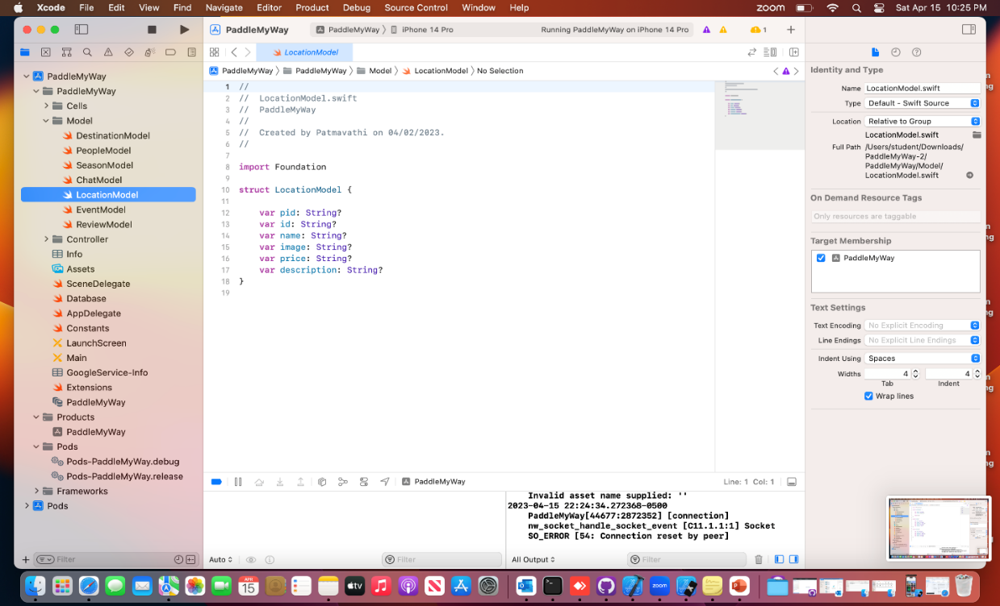 Xcode File Edit View Find Navigate Editor Product Debug Source Control Window Help zoom Sat Apr 15 10:25 PM
PaddleMyWay PaddleMyWay iPhone 14 Pro Running PaddleMyWay on iPhone 14 Pro 1
LocationModel
PaddleMyWay PaddleMyWay Model LocationModel No Selection
PaddleMyWay
PaddleMyWay
Cells
Model
DestinationModel
PeopleModel
SeasonModel
ChatModel
LocationModel
EventModel
ReviewModel
Controller
Info
Assets
SceneDelegate
Database
AppDelegate
Constants
LaunchScreen
Main
GoogleService-Info
Extensions
PaddleMyWay
Products
PaddleMyWay
Pods
Pods-PaddleMyWay.debug
Pods-PaddleMyWay.release
Frameworks
Pods
Filter
1 //
2 // LocationModel.swift
3 // PaddleMyWay
4 //
5 // Created by Patmavathi on 04/02/2023.
6 //
7
8 import Foundation
9
10 struct LocationModel {
11
12 var pid: String?
13 var id: String?
14 var name: String?
15 var image: String?
16 var price: String?
17 var description: String?
18 }
19
PaddleMyWay Line: 1 Col: 1
Invalid asset name supplied: ''
2023-04-15 22:24:34.272368-0500
PaddleMyWay[44677:2872352] [connection]
nw_socket_handle_socket_event [C11.1.1:1] Socket
SO_ERROR [54: Connection reset by peer]
Auto Filter All Output Filter
Identity and Type
Name LocationModel.swift
Type Default - Swift Source
Location Relative to Group
LocationModel.swift
Full Path /Users/student/Downloads/
PaddleMyWay-2/
PaddleMyWay/Model/
LocationModel.swift
On Demand Resource Tags
Only resources are taggable
Target Membership
PaddleMyWay
Text Settings
Text Encoding No Explicit Encoding
Line Endings No Explicit Line Endings
Indent Using Spaces
Widths 4 4
Tab Indent
Wrap lines
APR
15
tv
zoom